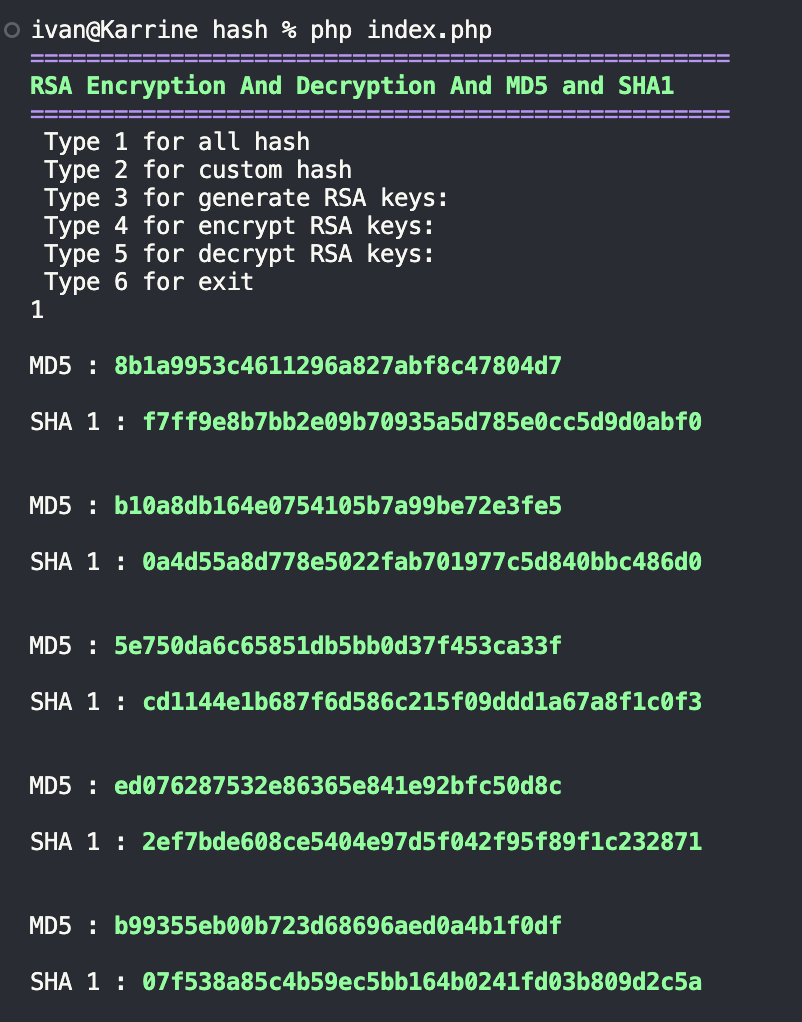 ivan@Karrine hash % php index.php
==================================================
RSA Encryption And Decryption And MD5 and SHA1
==================================================
Type 1 for all hash
Type 2 for custom hash
Type 3 for generate RSA keys:
Type 4 for encrypt RSA keys:
Type 5 for decrypt RSA keys:
Type 6 for exit
1
MD5 : 8b1a9953c4611296a827abf8c47804d7
SHA 1 : f7ff9e8b7bb2e09b70935a5d785e0cc5d9d0abf0
MD5 : b10a8db164e0754105b7a99be72e3fe5
SHA 1 : 0a4d55a8d778e5022fab701977c5d840bbc486d0
MD5 : 5e750da6c65851db5bb0d37f453ca33f
SHA 1 : cd1144e1b687f6d586c215f09ddd1a67a8f1c0f3
MD5 : ed076287532e86365e841e92bfc50d8c
SHA 1 : 2ef7bde608ce5404e97d5f042f95f89f1c232871
MD5 : b99355eb00b723d68696aed0a4b1f0df
SHA 1 : 07f538a85c4b59ec5bb164b0241fd03b809d2c5a